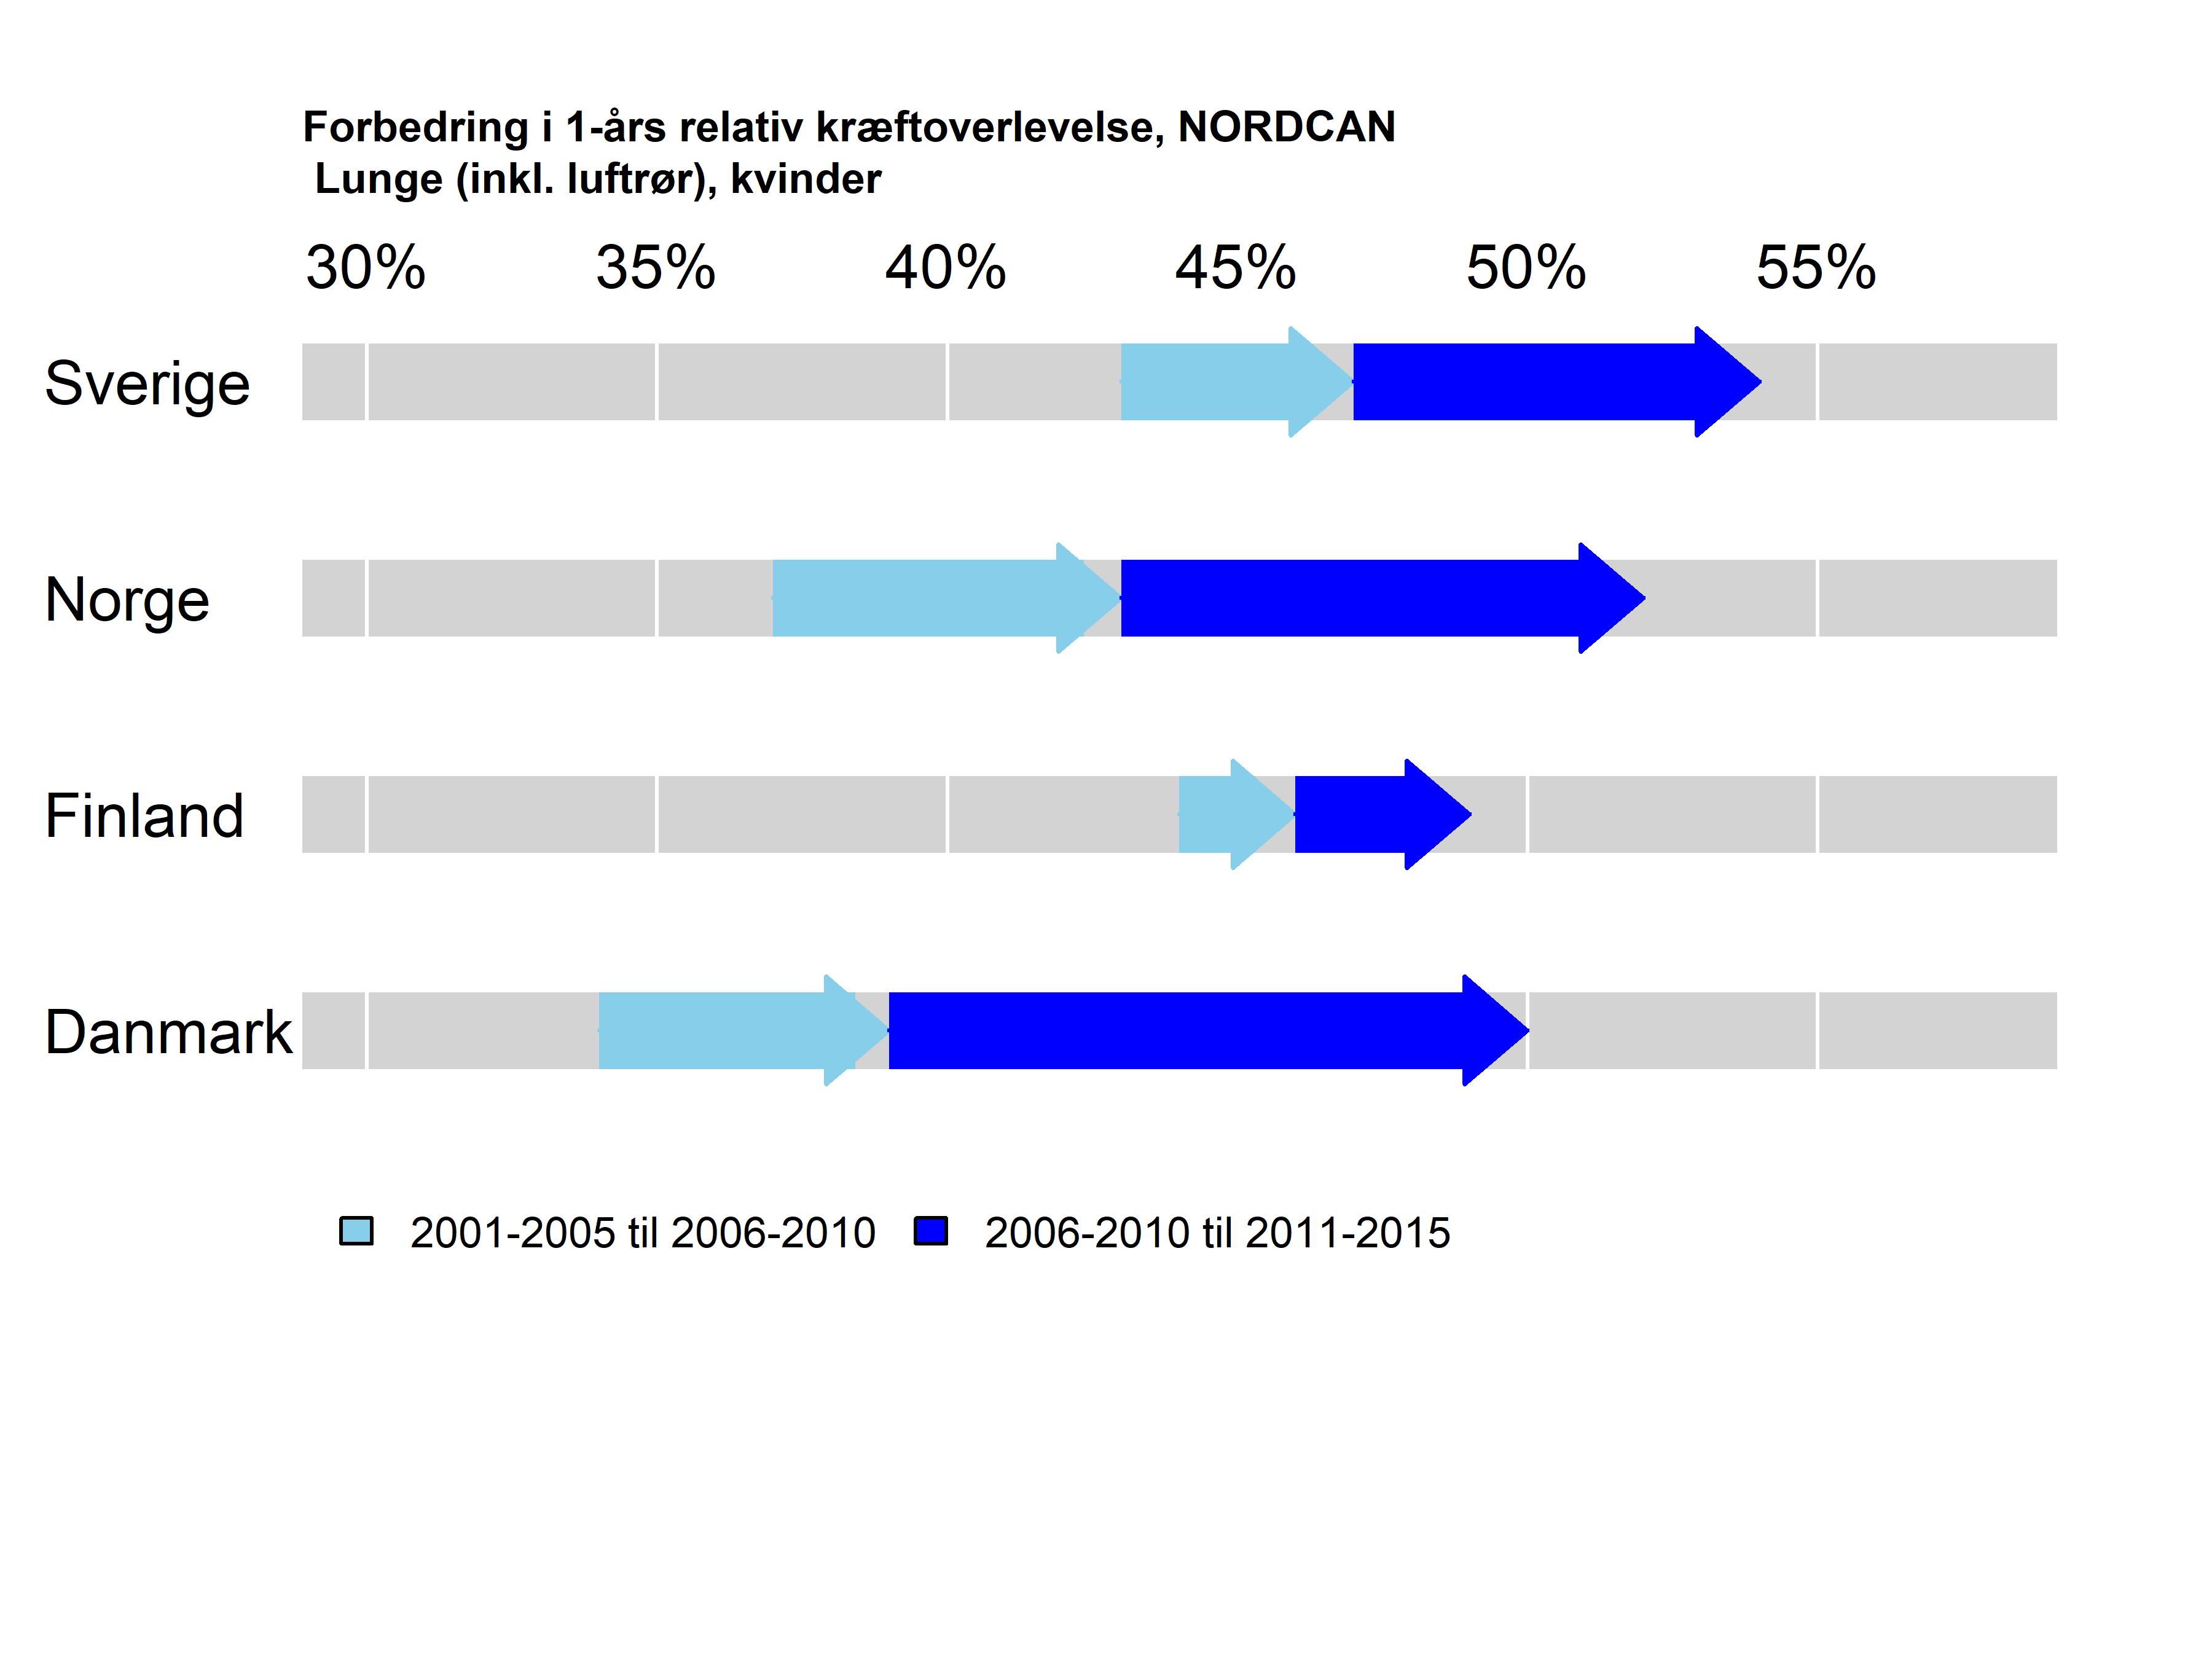 Forbedring i 1-års relativ kræftoverlevelse, NORDCAN
Lunge (inkl. luftrør), kvinder
30% 35% 40% 45% 50% 55%
Sverige
Norge
Finland
Danmark
2001-2005 til 2006-2010 2006-2010 til 2011-2015